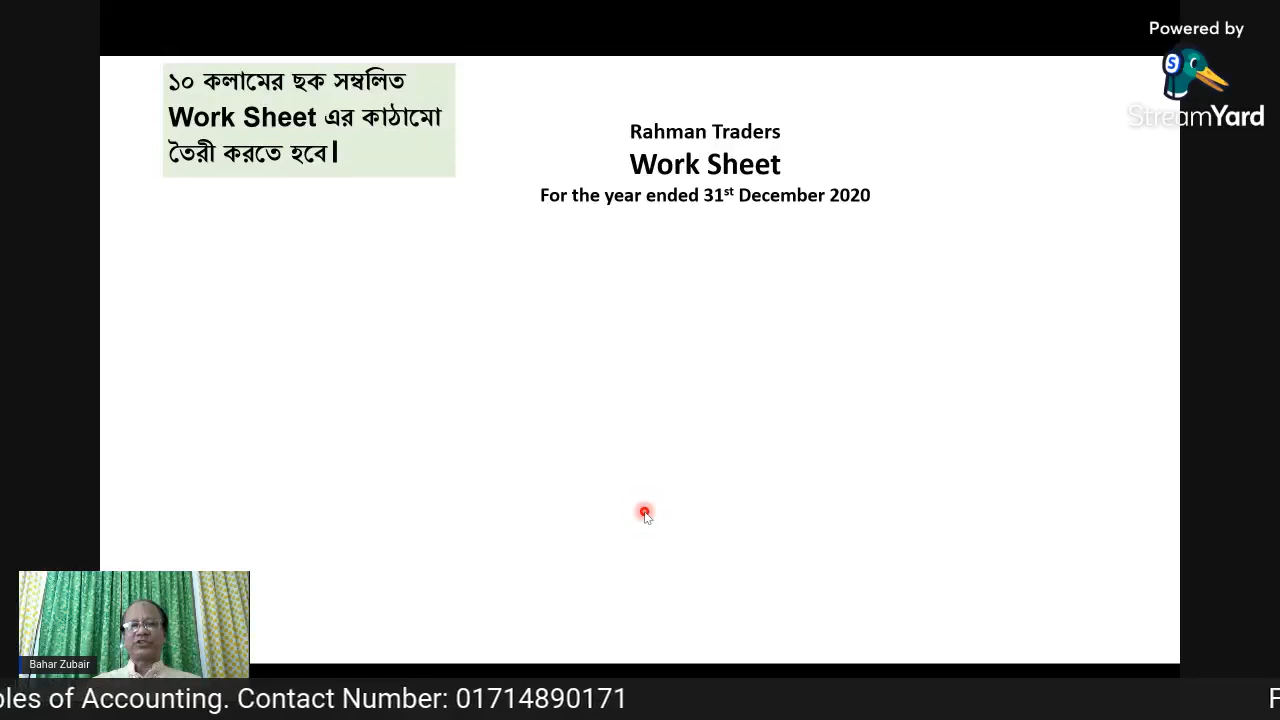 Powered by
StreamYard
১০ কলামের ছক সম্বলিত
Work Sheet এর কাঠামো
তৈরী করতে হবে।
Rahman Traders
Work Sheet
For the year ended 31st December 2020
Bahar Zubair
ples of Accounting. Contact Number: 01714890171